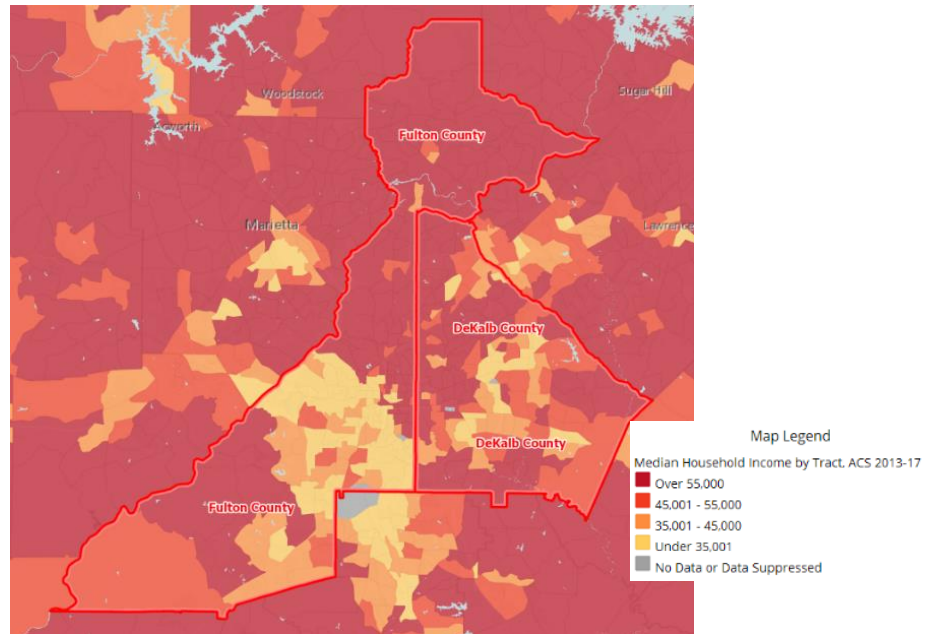 Woodstock
Sugar Hill
Acworth
Fulton County
Marietta
Lawrenc
DeKalb County
DeKalb County
Fulton County
Map Legend
Median Household Income by Tract, ACS 2013-17
Over 55,000
45,001 - 55,000
35,001 - 45,000
Under 35,001
No Data or Data Suppressed